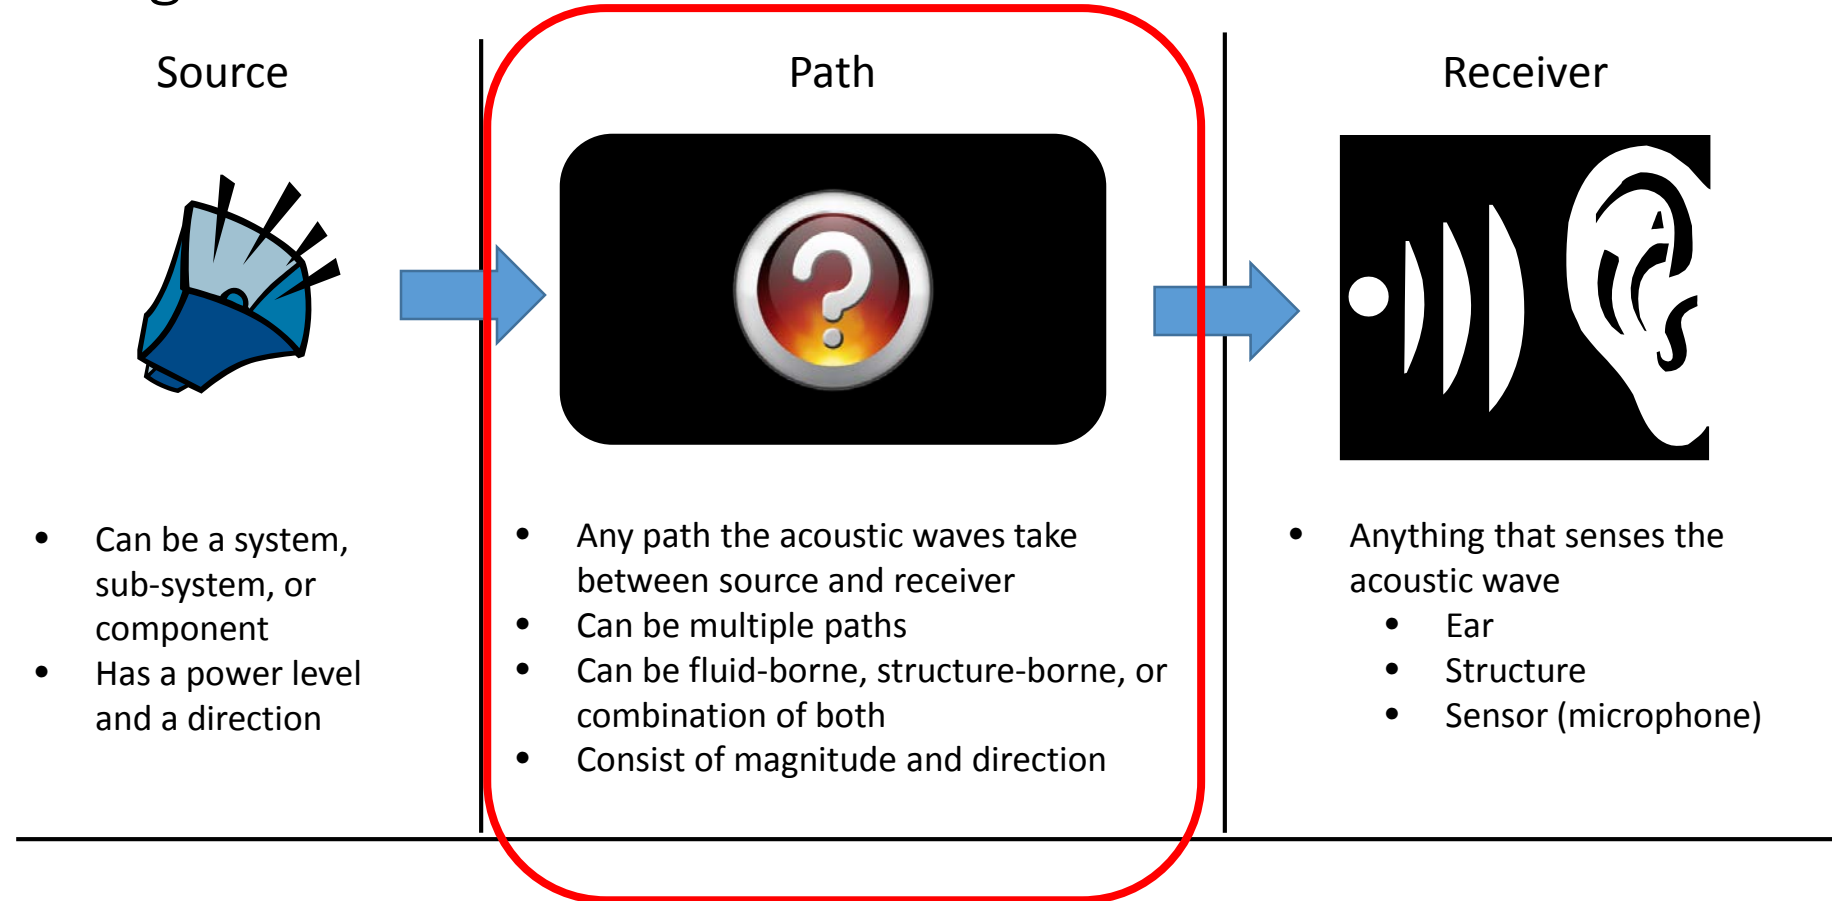 Source
Path
Receiver
?
• Can be a system,
sub-system, or
component
• Has a power level
and a direction
• Any path the acoustic waves take
between source and receiver
• Can be multiple paths
• Can be fluid-borne, structure-borne, or
combination of both
• Consist of magnitude and direction
• Anything that senses the
acoustic wave
• Ear
• Structure
• Sensor (microphone)